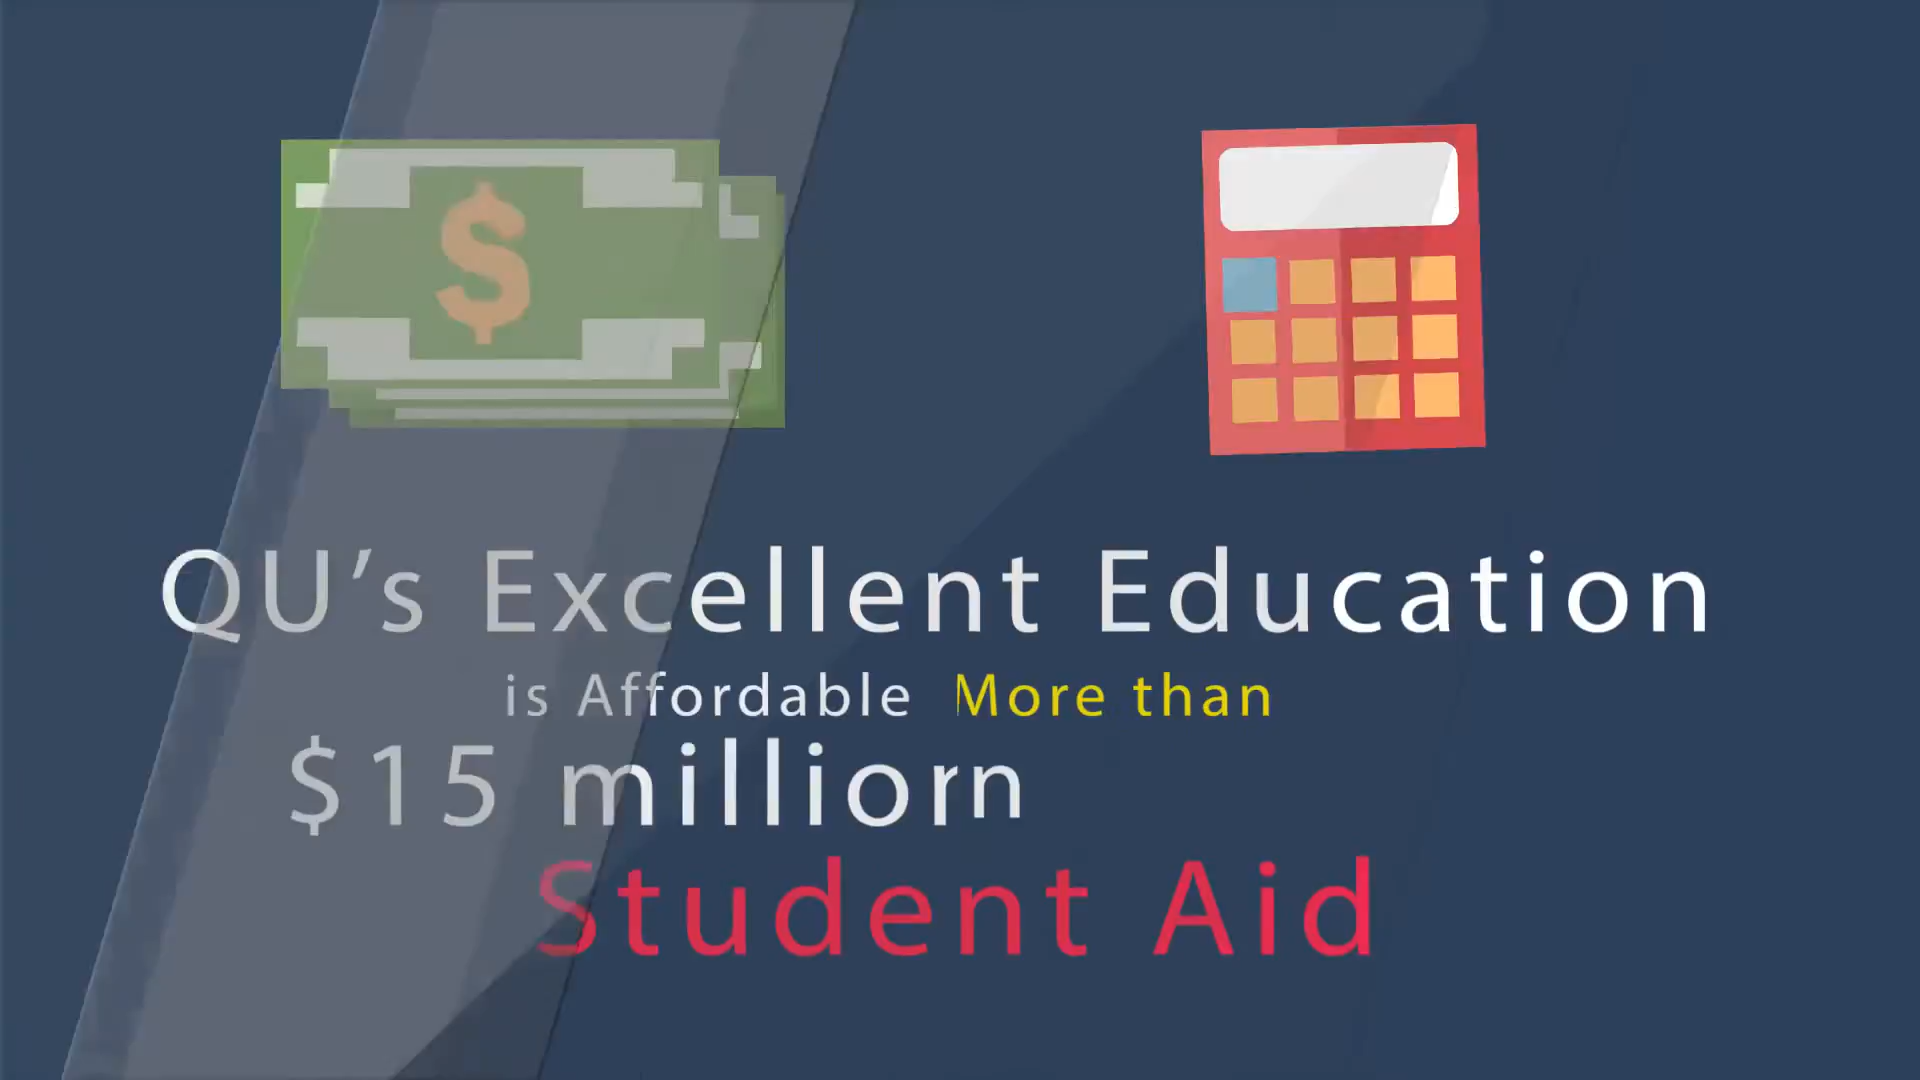 $
QU’s Excellent Education
is Affordable More than
$15 milliorn
Student Aid